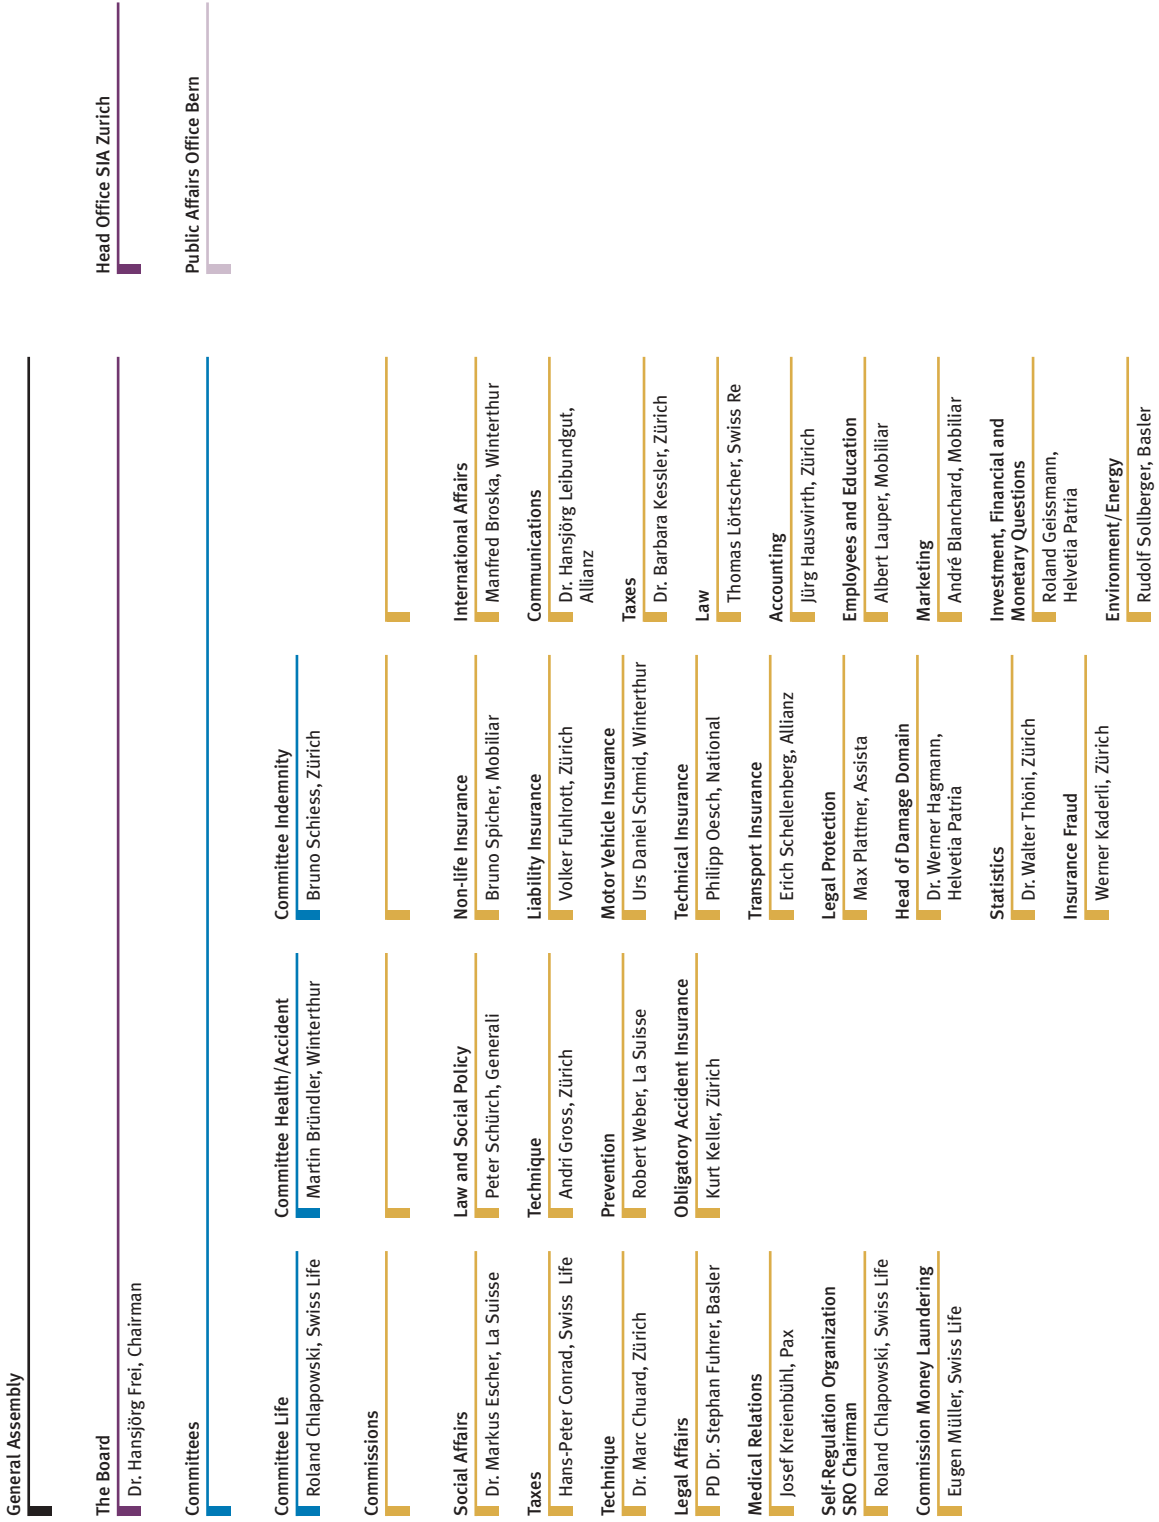 General Assembly
The Board
Dr. Hansjörg Frei, Chairman
Head Office SIA Zurich
Committees
Public Affairs Office Bern
Committee Life
Roland Chlapowski, Swiss Life
Committee Health/Accident
Martin Bründler, Winterthur
Committee Indemnity
Bruno Schiess, Zürich
Commissions
Social Affairs
Dr. Markus Escher, La Suisse
Taxes
Hans-Peter Conrad, Swiss Life
Technique
Dr. Marc Chuard, Zürich
Legal Affairs
PD Dr. Stephan Fuhrer, Basler
Medical Relations
Josef Kreienbühl, Pax
Self-Regulation Organization
SRO Chairman
Roland Chlapowski, Swiss Life
Commission Money Laundering
Eugen Müller, Swiss Life
Law and Social Policy
Peter Schürch, Generali
Technique
Andri Gross, Zürich
Prevention
Robert Weber, La Suisse
Obligatory Accident Insurance
Kurt Keller, Zürich
Non-life Insurance
Bruno Spicher, Mobiliar
Liability Insurance
Volker Fuhlrott, Zürich
Motor Vehicle Insurance
Urs Daniel Schmid, Winterthur
Technical Insurance
Philipp Oesch, National
Transport Insurance
Erich Schellenberg, Allianz
Legal Protection
Max Plattner, Assista
Head of Damage Domain
Dr. Werner Hagmann,
Helvetia Patria
Statistics
Dr. Walter Thöni, Zürich
Insurance Fraud
Werner Kaderli, Zürich
International Affairs
Manfred Broska, Winterthur
Communications
Dr. Hansjörg Leibundgut,
Allianz
Taxes
Dr. Barbara Kessler, Zürich
Law
Thomas Lörtscher, Swiss Re
Accounting
Jürg Hauswirth, Zürich
Employees and Education
Albert Lauper, Mobiliar
Marketing
André Blanchard, Mobiliar
Investment, Financial and
Monetary Questions
Roland Geissmann,
Helvetia Patria
Environment/Energy
Rudolf Sollberger, Basler